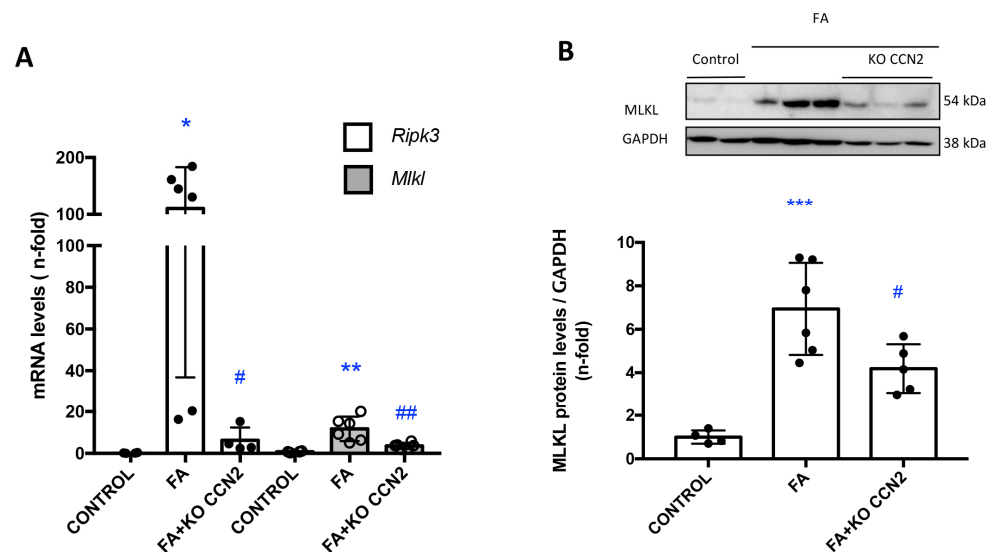 A
*
Ripk3
Mlkl
mRNA levels ( n-fold)
200
100
100
80
60
40
20
0
#
**
##
CONTROL
FA
FA+KO CCN2
CONTROL
FA
FA+KO CCN2
B
FA
Control
KO CCN2
MLKL
54 kDa
GAPDH
38 kDa
***
#
MLKL protein levels / GAPDH
(n-fold)
10
8
6
4
2
0
CONTROL
FA
FA+KO CCN2